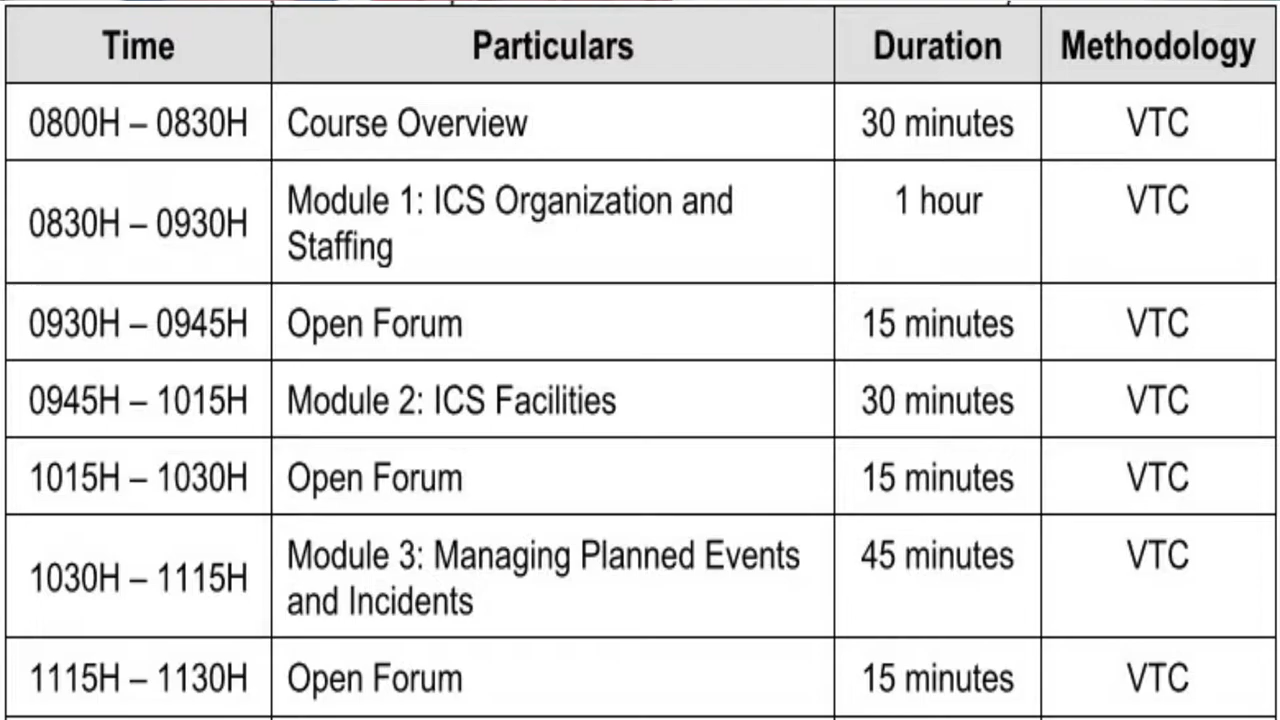 Time Particulars Duration Methodology
0800H – 0830H Course Overview 30 minutes VTC
0830H – 0930H Module 1: ICS Organization and 1 hour VTC
Staffing
0930H – 0945H Open Forum 15 minutes VTC
0945H – 1015H Module 2: ICS Facilities 30 minutes VTC
1015H – 1030H Open Forum 15 minutes VTC
1030H – 1115H Module 3: Managing Planned Events 45 minutes VTC
and Incidents
1115H – 1130H Open Forum 15 minutes VTC